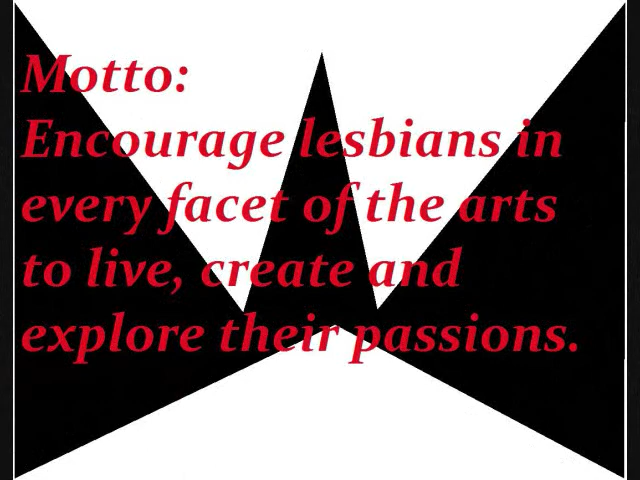 Motto:
Encourage lesbians in
every facet of the arts
to live, create and
explore their passions.